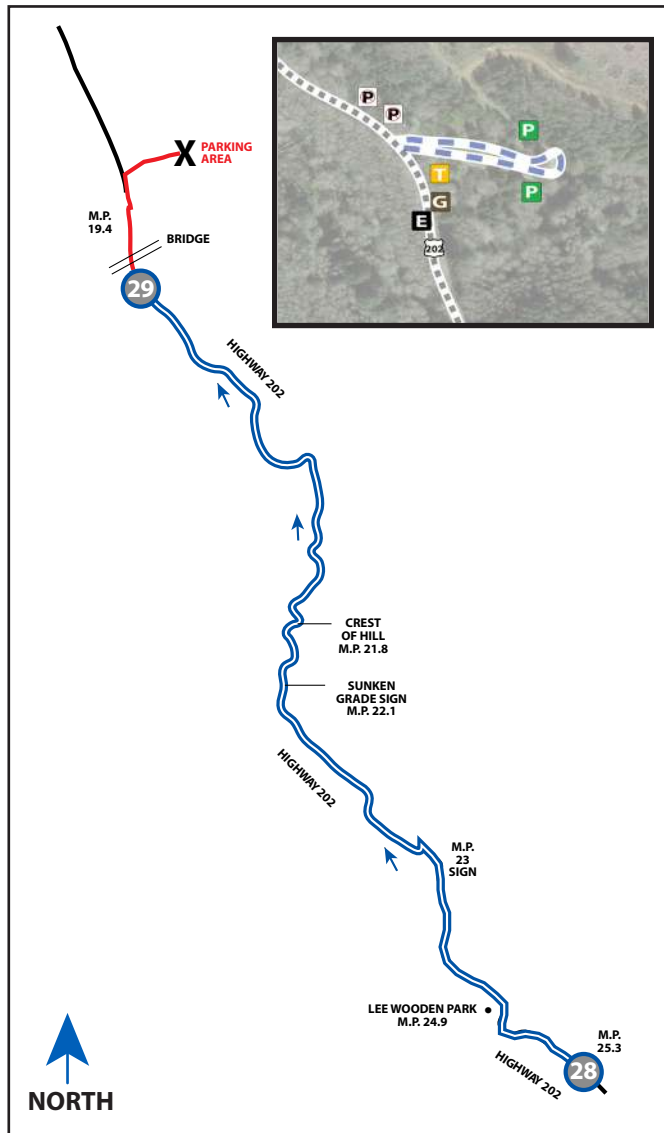 P
P
P
T
P
G
E
202
X
PARKING
AREA
M.P.
19.4
BRIDGE
29
HIGHWAY 202
CREST
OF HILL
M.P. 21.8
SUNKEN
GRADE SIGN
M.P. 22.1
HIGHWAY 202
M.P.
23
SIGN
LEE WOODEN PARK
M.P. 24.9
M.P.
25.3
HIGHWAY 202
28
NORTH